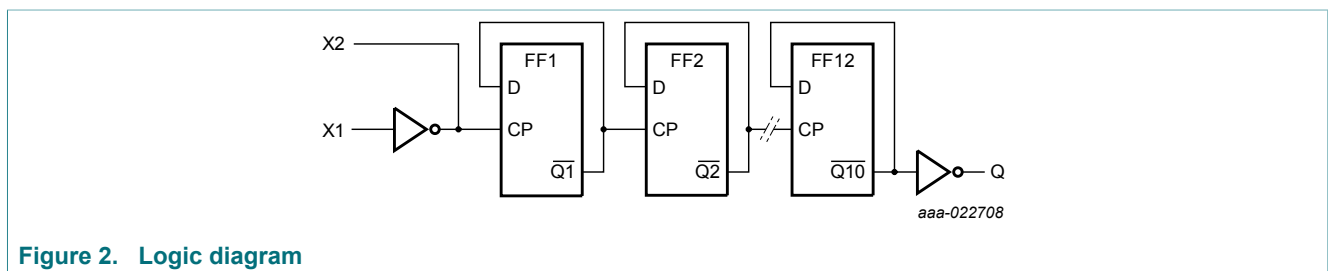 X2
FF1
FF2
FF12
D
D
D
X1
CP
CP
CP
Q1
Q2
Q10
Q
aaa-022708
Figure 2. Logic diagram